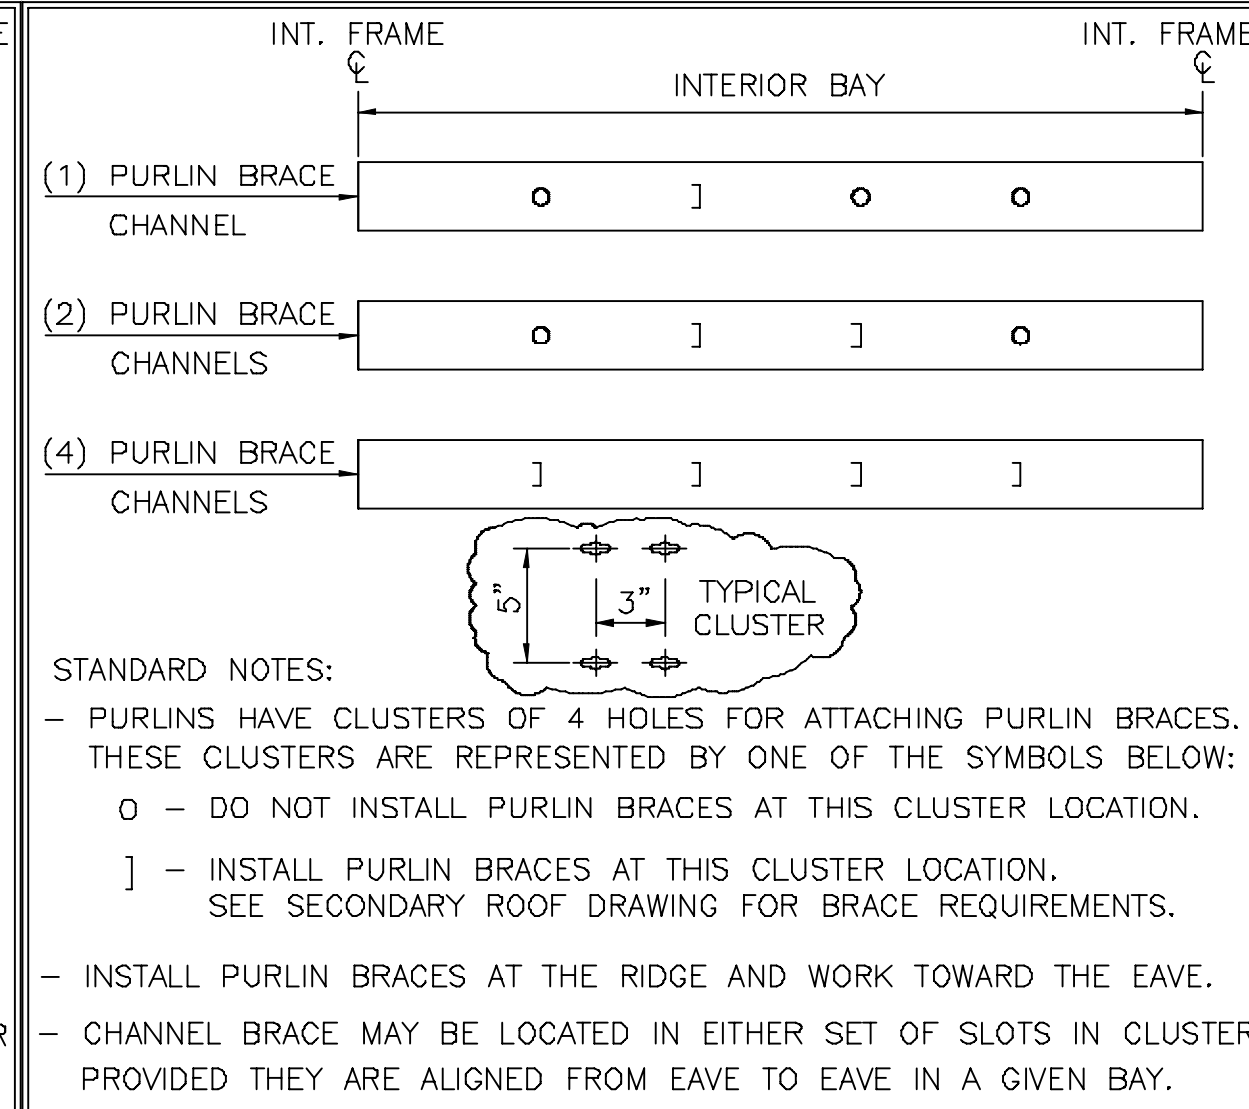 E
INT. FRAME
INT. FRAME
℄
℄
INTERIOR BAY
(1) PURLIN BRACE
CHANNEL
O ] O O
(2) PURLIN BRACE
CHANNELS
O ] ] O
(4) PURLIN BRACE
CHANNELS
] ] ] ]
5"
3"
TYPICAL
CLUSTER
STANDARD NOTES:
– PURLINS HAVE CLUSTERS OF 4 HOLES FOR ATTACHING PURLIN BRACES.
THESE CLUSTERS ARE REPRESENTED BY ONE OF THE SYMBOLS BELOW:
O – DO NOT INSTALL PURLIN BRACES AT THIS CLUSTER LOCATION.
] – INSTALL PURLIN BRACES AT THIS CLUSTER LOCATION.
SEE SECONDARY ROOF DRAWING FOR BRACE REQUIREMENTS.
– INSTALL PURLIN BRACES AT THE RIDGE AND WORK TOWARD THE EAVE.
R
– CHANNEL BRACE MAY BE LOCATED IN EITHER SET OF SLOTS IN CLUSTER
PROVIDED THEY ARE ALIGNED FROM EAVE TO EAVE IN A GIVEN BAY.